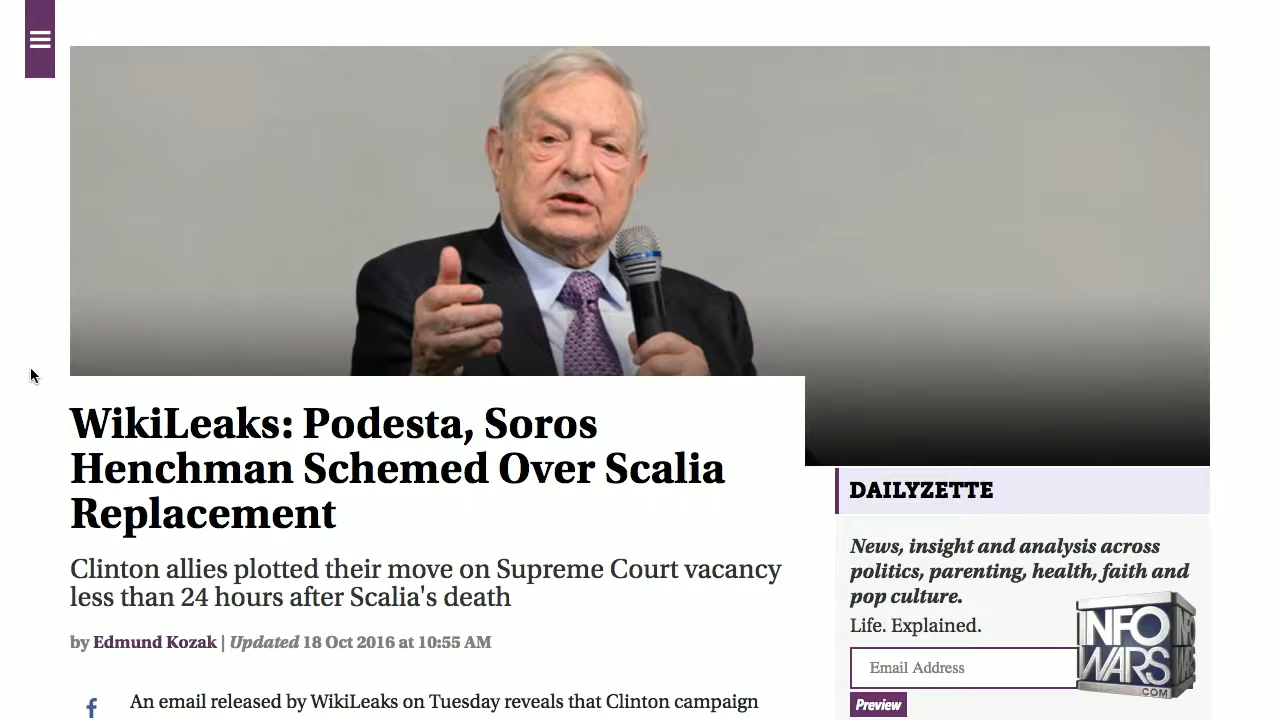 WikiLeaks: Podesta, Soros
Henchman Schemed Over Scalia
Replacement
Clinton allies plotted their move on Supreme Court vacancy
less than 24 hours after Scalia's death
by Edmund Kozak | Updated 18 Oct 2016 at 10:55 AM
An email released by WikiLeaks on Tuesday reveals that Clinton campaign
DAILYZETTE
News, insight and analysis across
politics, parenting, health, faith and
pop culture.
Life. Explained.
Email Address
Preview
INFO
WARS
.COM